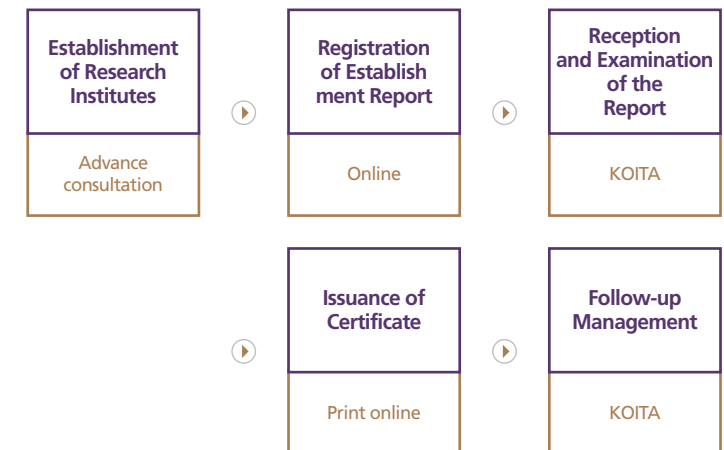 Establishment
of Research
Institutes
Advance
consultation
Registration
of Establish
ment Report
Online
Reception
and Examination
of the
Report
KOITA
Issuance of
Certificate
Print online
Follow-up
Management
KOITA